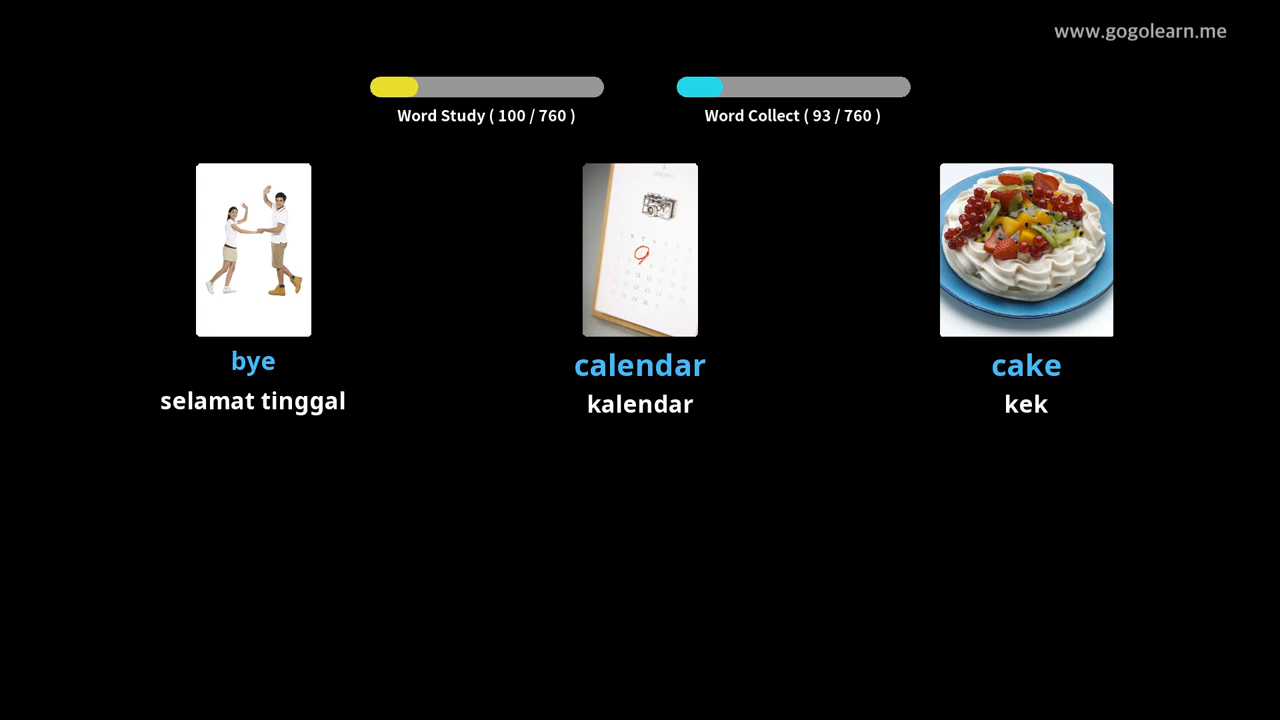 www.gogolearn.me
Word Study ( 100 / 760 )
Word Collect ( 93 / 760 )
bye
calendar
cake
selamat tinggal
kalendar
kek